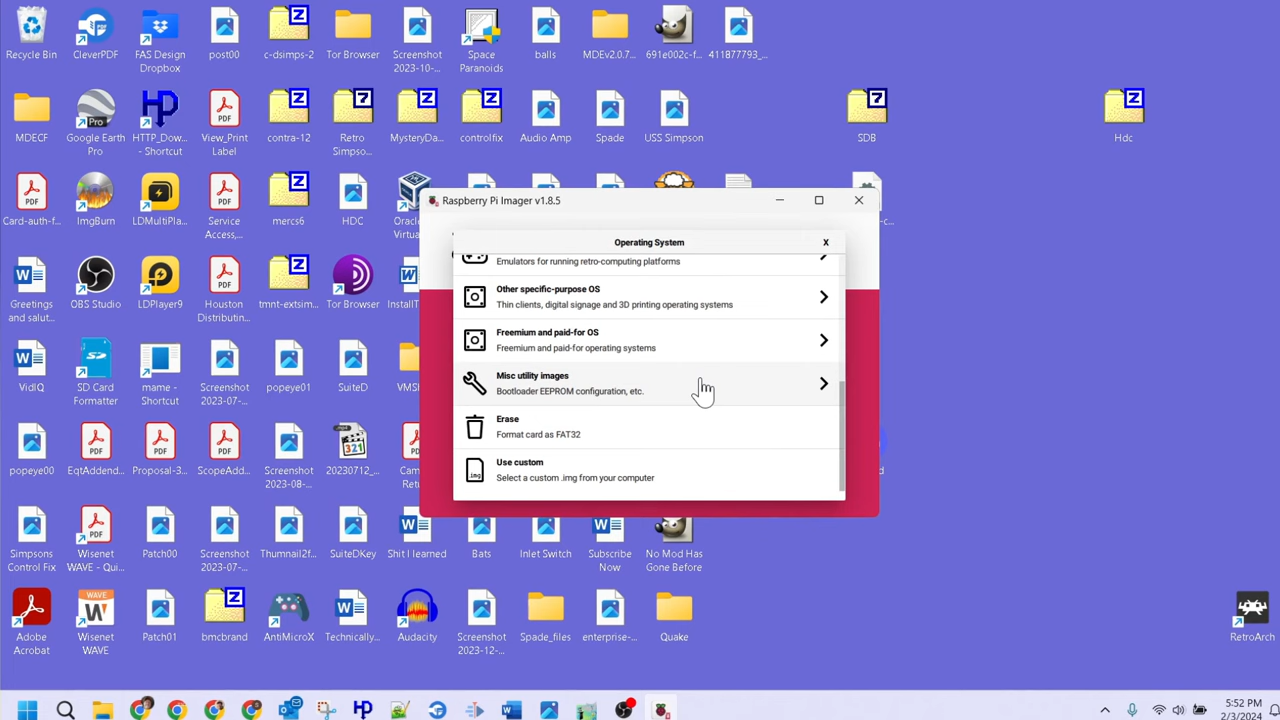 Recycle Bin
CleverPDF
FAS Design
Dropbox
post00
c-dsimps-2
Tor Browser
Screenshot
2023-10-...
Space
Paranoids
balls
MDEv2.0.7...
691e002c-f...
411877793_...
MDECF
Google Earth
Pro
HTTP_Dow...
- Shortcut
View_Print
Label
contra-12
Retro
Simpso...
MysteryDa...
controlfix
Audio Amp
Spade
USS Simpson
SDB
Hdc
Card-auth-f...
ImgBurn
LDMultiPla...
Service
Access,...
mercs6
HDC
Oracle
Virtua...
Raspberry Pi Imager v1.8.5
Operating System
X
Emulators for running retro-computing platforms
Other specific-purpose OS
Thin clients, digital signage and 3D printing operating systems
Freemium and paid-for OS
Freemium and paid-for operating systems
Misc utility images
Bootloader EEPROM configuration, etc.
Erase
Format card as FAT32
Use custom
Select a custom .img from your computer
Greetings
and salut...
OBS Studio
LDPlayer9
Houston
Distributin...
tmnt-extsim...
Tor Browser
InstallT
VidIQ
SD Card
Formatter
mame -
Shortcut
Screenshot
2023-07-...
popeye01
SuiteD
VMS
popeye00
EqtAddend...
Proposal-3...
ScopeAdd...
Screenshot
2023-08-...
20230712_...
Cam
Ret
Simpsons
Control Fix
Wisenet
WAVE - Qui...
Patch00
Screenshot
2023-07-...
Thumnail2f...
SuiteDKey
Shit I learned
Bats
Inlet Switch
Subscribe
Now
No Mod Has
Gone Before
Adobe
Acrobat
Wisenet
WAVE
Patch01
bmcbrand
AntiMicroX
Technically...
Audacity
Screenshot
2023-12-...
Spade_files
enterprise-...
Quake
RetroArch
5:52 PM
2/3/2024